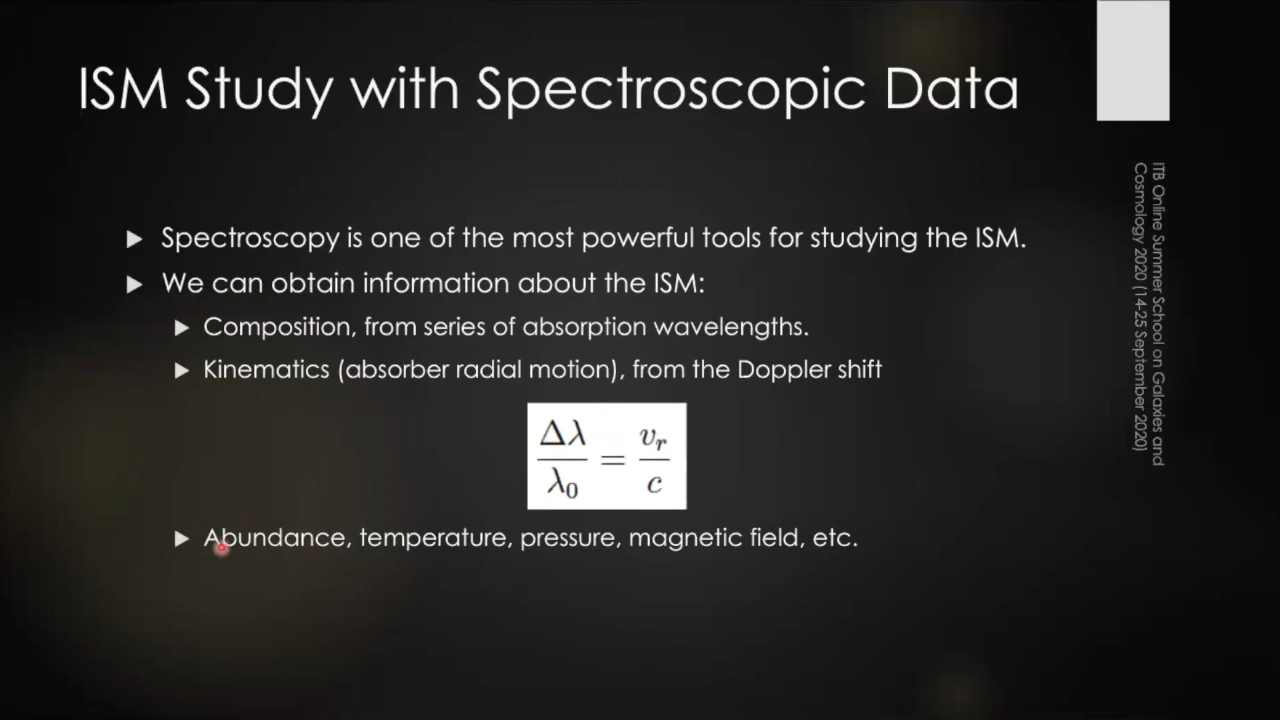 ISM Study with Spectroscopic Data
Spectroscopy is one of the most powerful tools for studying the ISM.
We can obtain information about the ISM:
Composition, from series of absorption wavelengths.
Kinematics (absorber radial motion), from the Doppler shift
Δλ/λ₀ = vᵣ/c
Abundance, temperature, pressure, magnetic field, etc.
ITB Online Summer School on Galaxies and
Cosmology 2020 (14-25 September 2020)